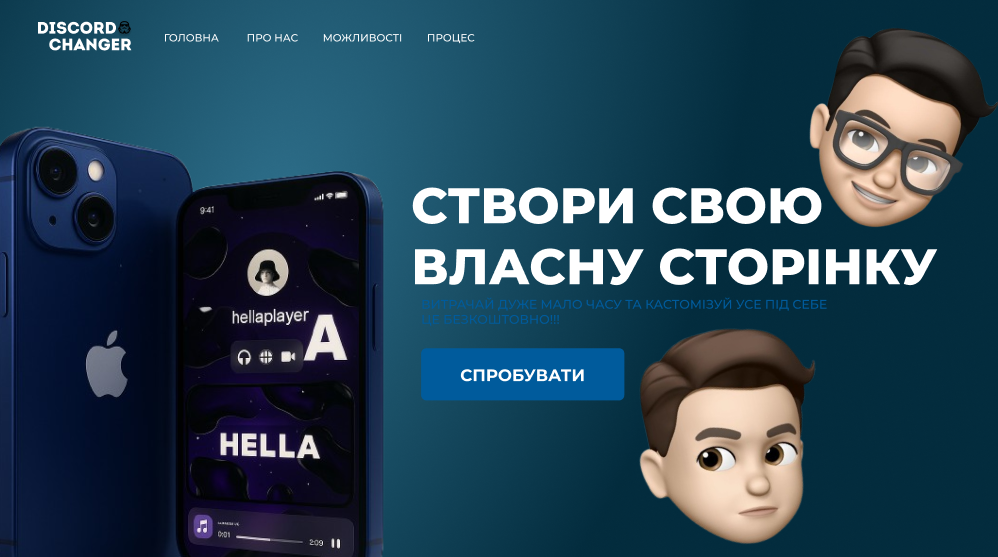 DISCORD
CHANGER
ГОЛОВНА ПРО НАС МОЖЛИВОСТІ ПРОЦЕС
СТВОРИ СВОЮ
ВЛАСНУ СТОРІНКУ
ВИТРАЧАЙ ДУЖЕ МАЛО ЧАСУ ТА КАСТОМІЗУЙ УСЕ ПІД СЕБЕ
БЕЗКОШТОВНО!!!
СПРОБУВАТИ
9:41
hellaplayer
A
HELLA
0:01 2:09